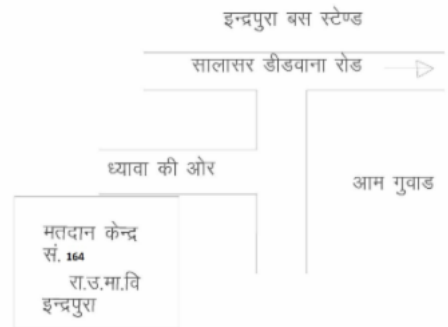 इन्द्रपुरा बस स्टेण्ड
सालासर डीडवाना रोड
ध्यावा की ओर
आम गुवाड
मतदान केन्द्र
सं. 164
रा.उ.मा.वि
इन्द्रपुरा